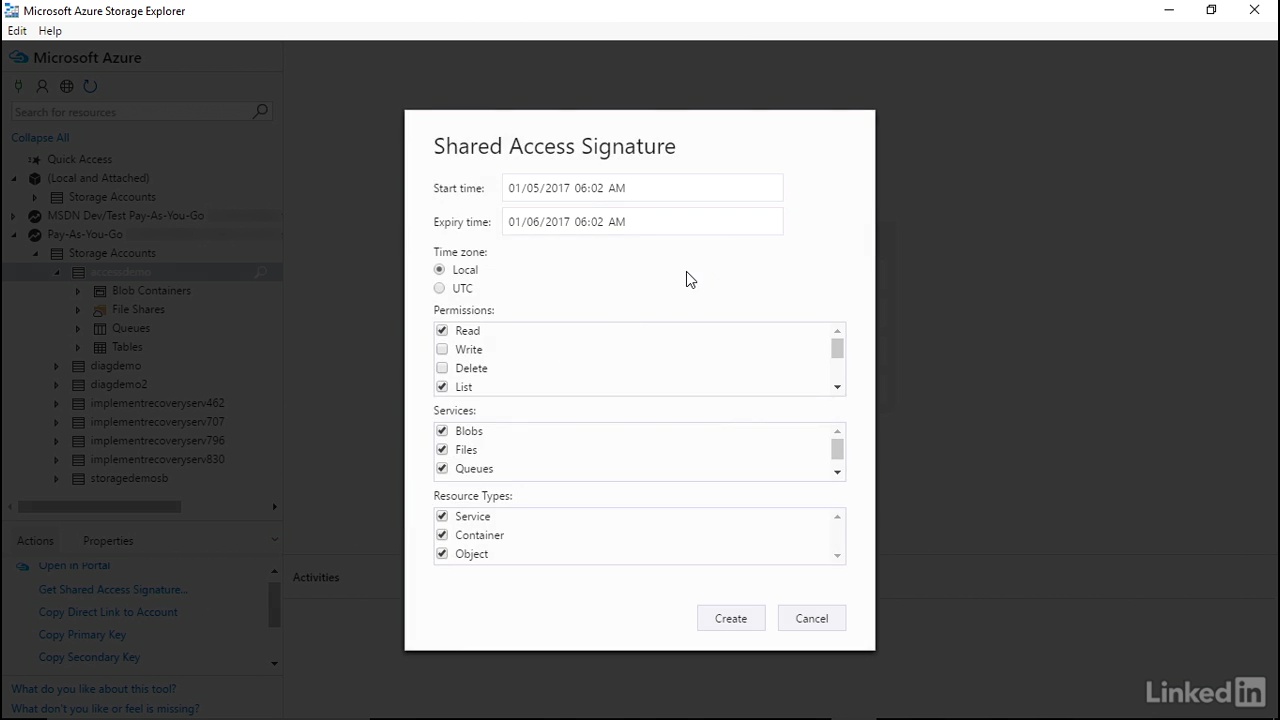 Microsoft Azure Storage Explorer
Edit Help
Microsoft Azure
Search for resources
Collapse All
Quick Access
(Local and Attached)
Storage Accounts
MSDN Dev/Test Pay-As-You-Go
Pay-As-You-Go
Storage Accounts
accessdemo
Blob Containers
File Shares
Queues
Tables
diagdemo
diagdemo2
implementrecoveryserv462
implementrecoveryserv707
implementrecoveryserv796
implementrecoveryserv830
storagedemosb
Actions Properties
Open in Portal
Get Shared Access Signature...
Copy Direct Link to Account
Copy Primary Key
Copy Secondary Key
What do you like about this tool?
What don't you like or feel is missing?
Shared Access Signature
Start time: 01/05/2017 06:02 AM
Expiry time: 01/06/2017 06:02 AM
Time zone:
Local
UTC
Permissions:
Read
Write
Delete
List
Services:
Blobs
Files
Queues
Resource Types:
Service
Container
Object
Create Cancel
Activities
LinkedIn